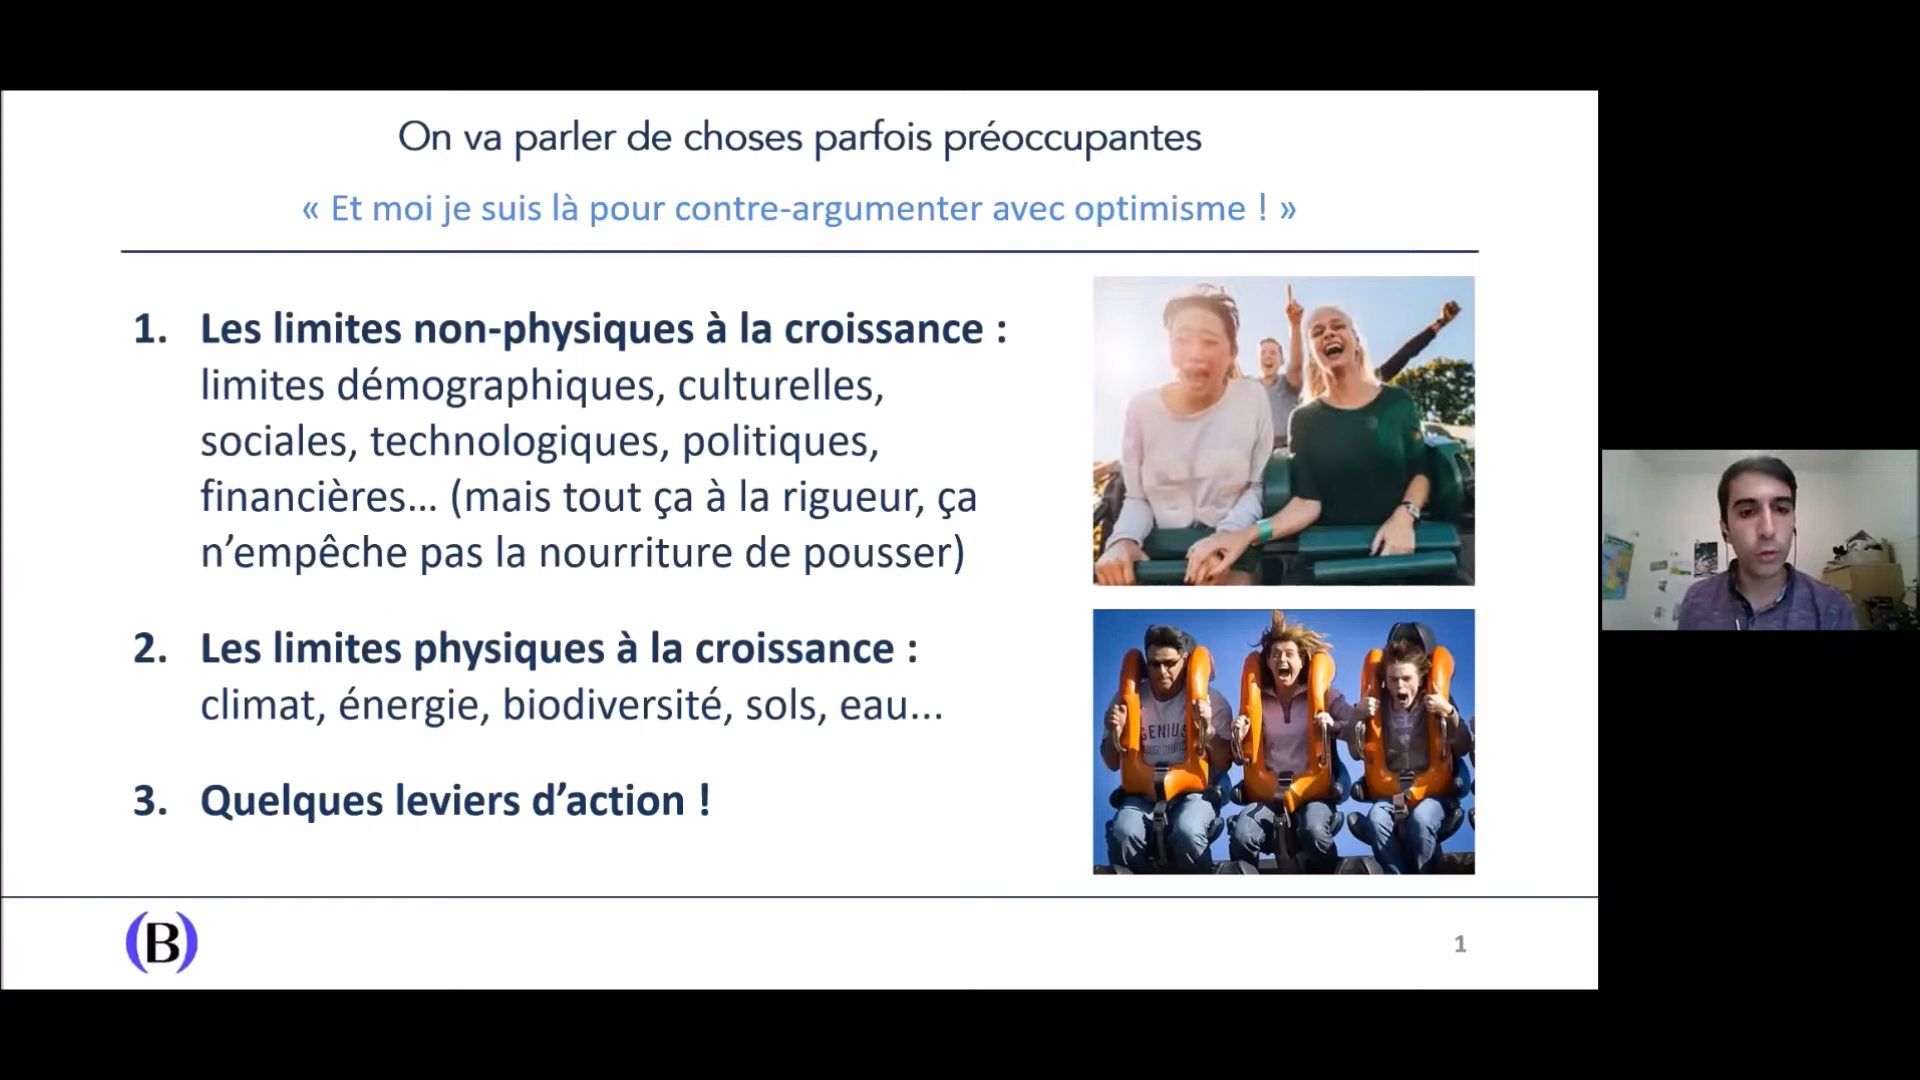 On va parler de choses parfois préoccupantes
« Et moi je suis là pour contre-argumenter avec optimisme ! »
1. Les limites non-physiques à la croissance :
limites démographiques, culturelles,
sociales, technologiques, politiques,
financières... (mais tout ça à la rigueur, ça
n’empêche pas la nourriture de pousser)
2. Les limites physiques à la croissance :
climat, énergie, biodiversité, sols, eau...
3. Quelques leviers d’action !
GENIUS
(B)
1